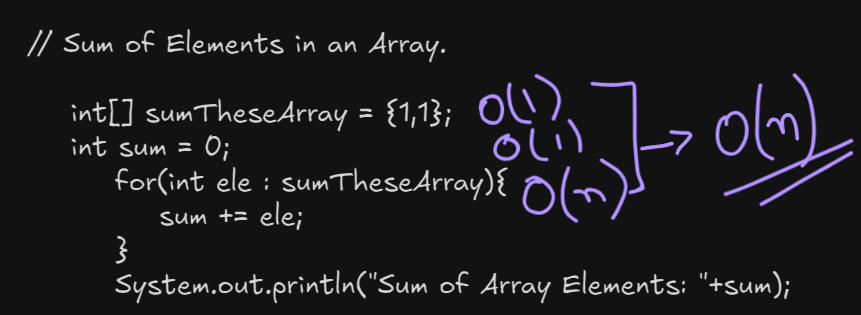 // Sum of Elements in an Array.
int[] sumTheseArray = {1,1}; O(1)
int sum = 0; O(1)
for(int ele : sumTheseArray){ O(n)
sum += ele;
}
System.out.println("Sum of Array Elements: "+sum);
→ O(n)